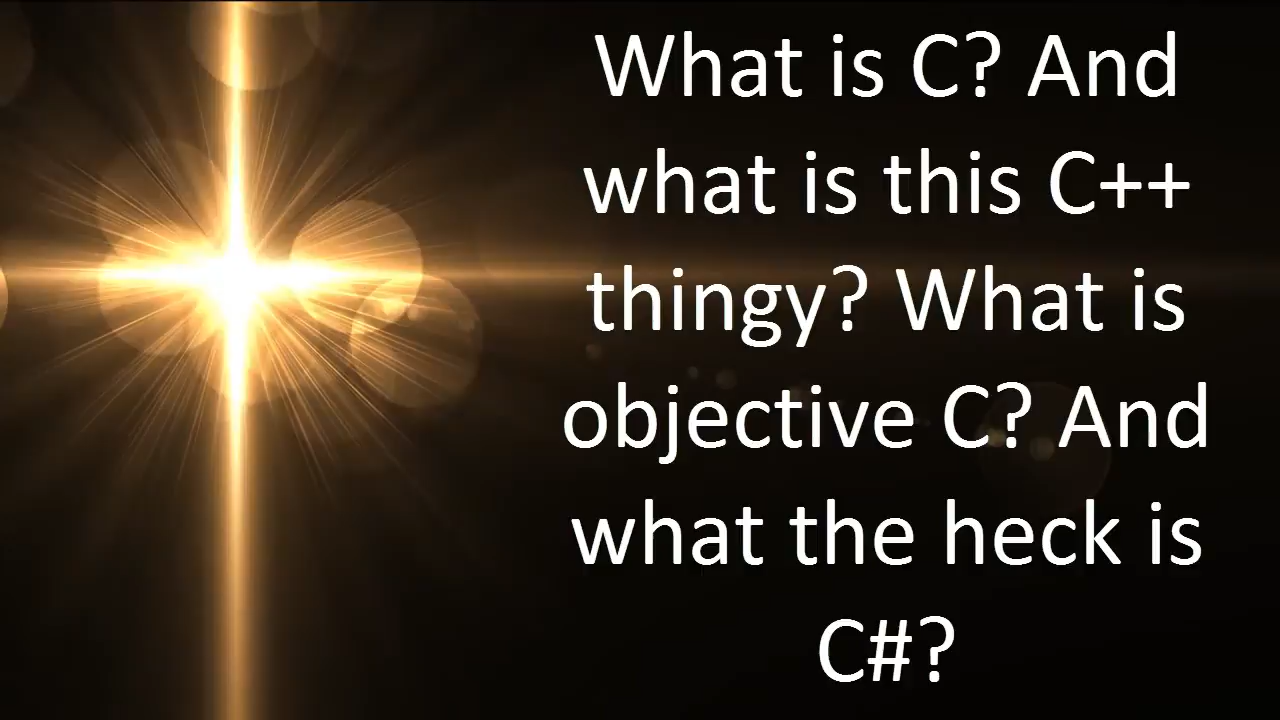 What is C? And
what is this C++
thingy? What is
objective C? And
what the heck is
C#?